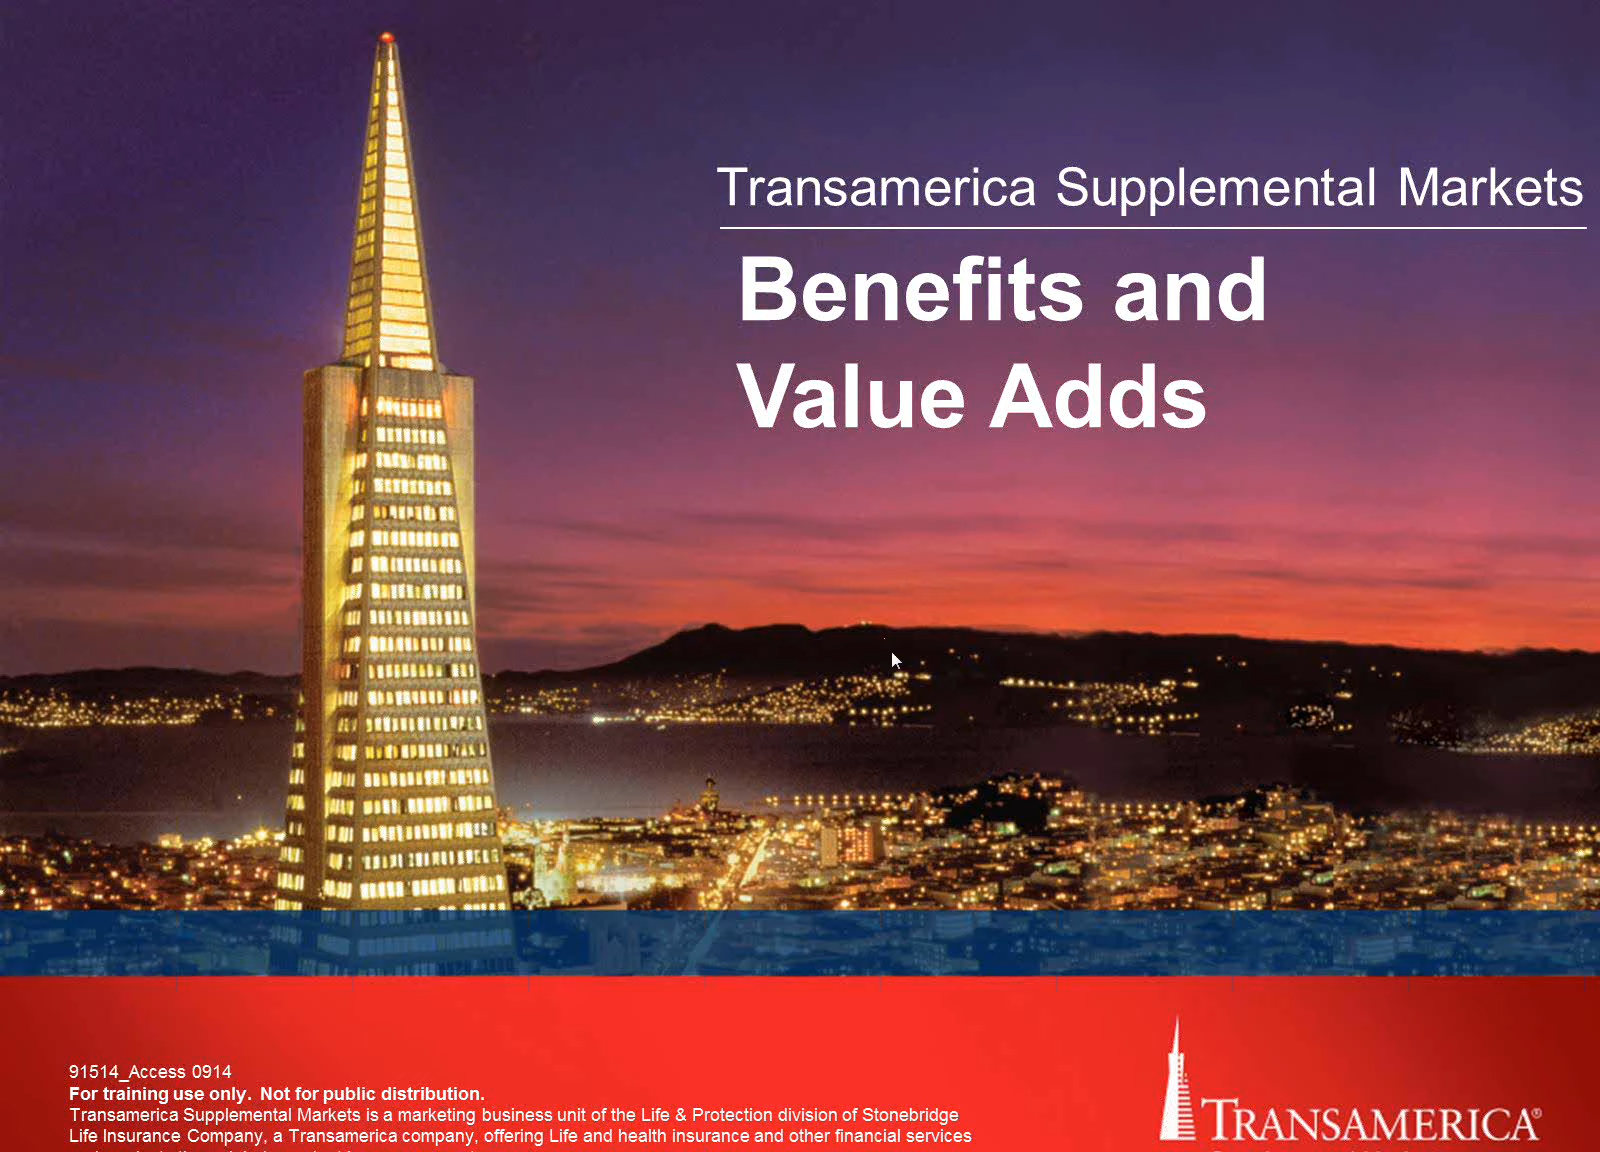 Transamerica Supplemental Markets
Benefits and
Value Adds
91514_Access 0914
For training use only. Not for public distribution.
Transamerica Supplemental Markets is a marketing business unit of the Life & Protection division of Stonebridge
Life Insurance Company, a Transamerica company, offering Life and health insurance and other financial services
TRANSAMERICA®